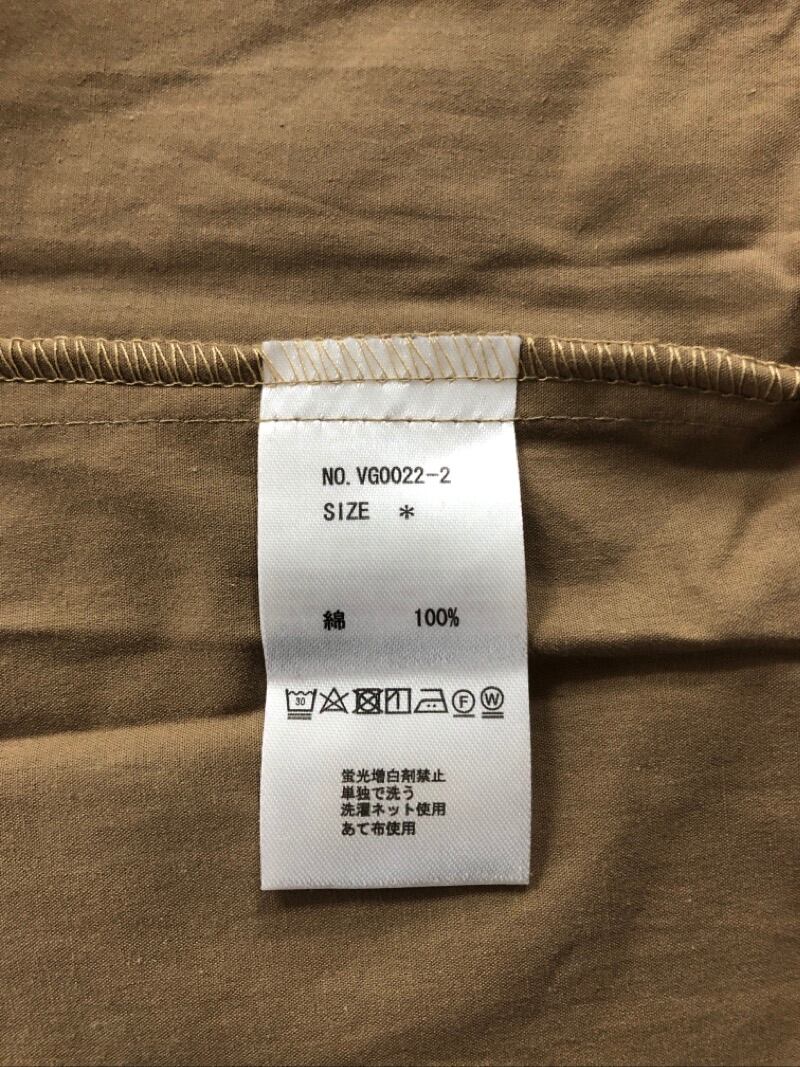 NO. VG0022-2
SIZE *
綿 100%
30 F W
蛍光増白剤禁止
単独で洗う
洗濯ネット使用
あて布使用